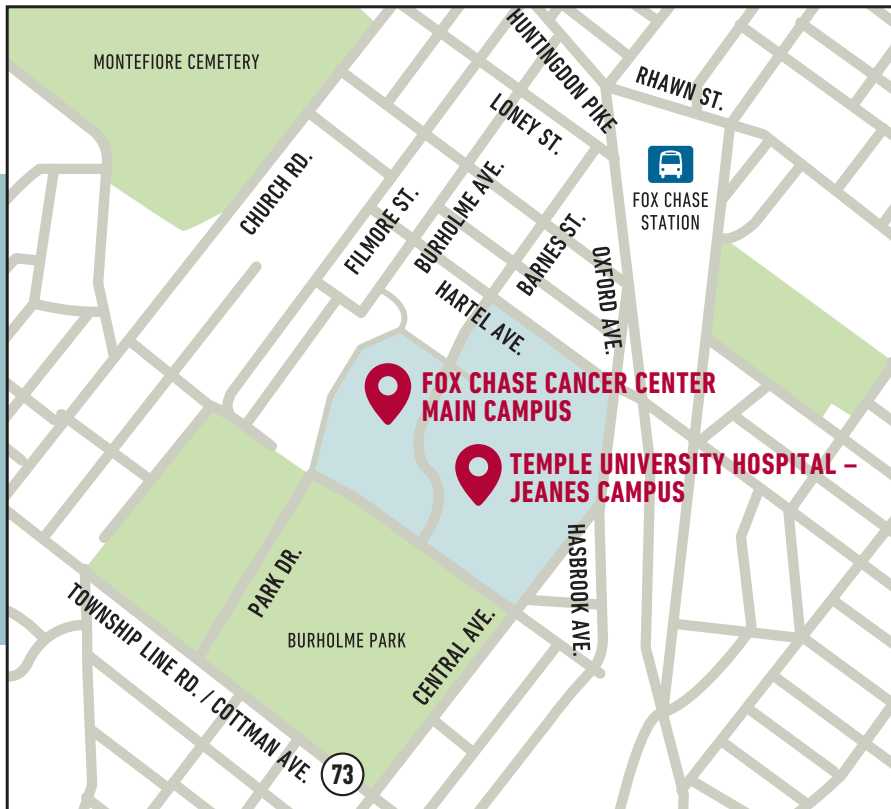 MONTEFIORE CEMETERY
HUNTINGDON PIKE
RHAWN ST.
LONEY ST.
CHURCH RD.
FILMORE ST.
BURHOLME AVE.
BARNES ST.
FOX CHASE
STATION
OXFORD AVE.
HARTEL AVE.
FOX CHASE CANCER CENTER
MAIN CAMPUS
TEMPLE UNIVERSITY HOSPITAL –
JEANES CAMPUS
HASBROOK AVE.
PARK DR.
BURHOLME PARK
CENTRAL AVE.
TOWNSHIP LINE RD. / COTTMAN AVE.
73